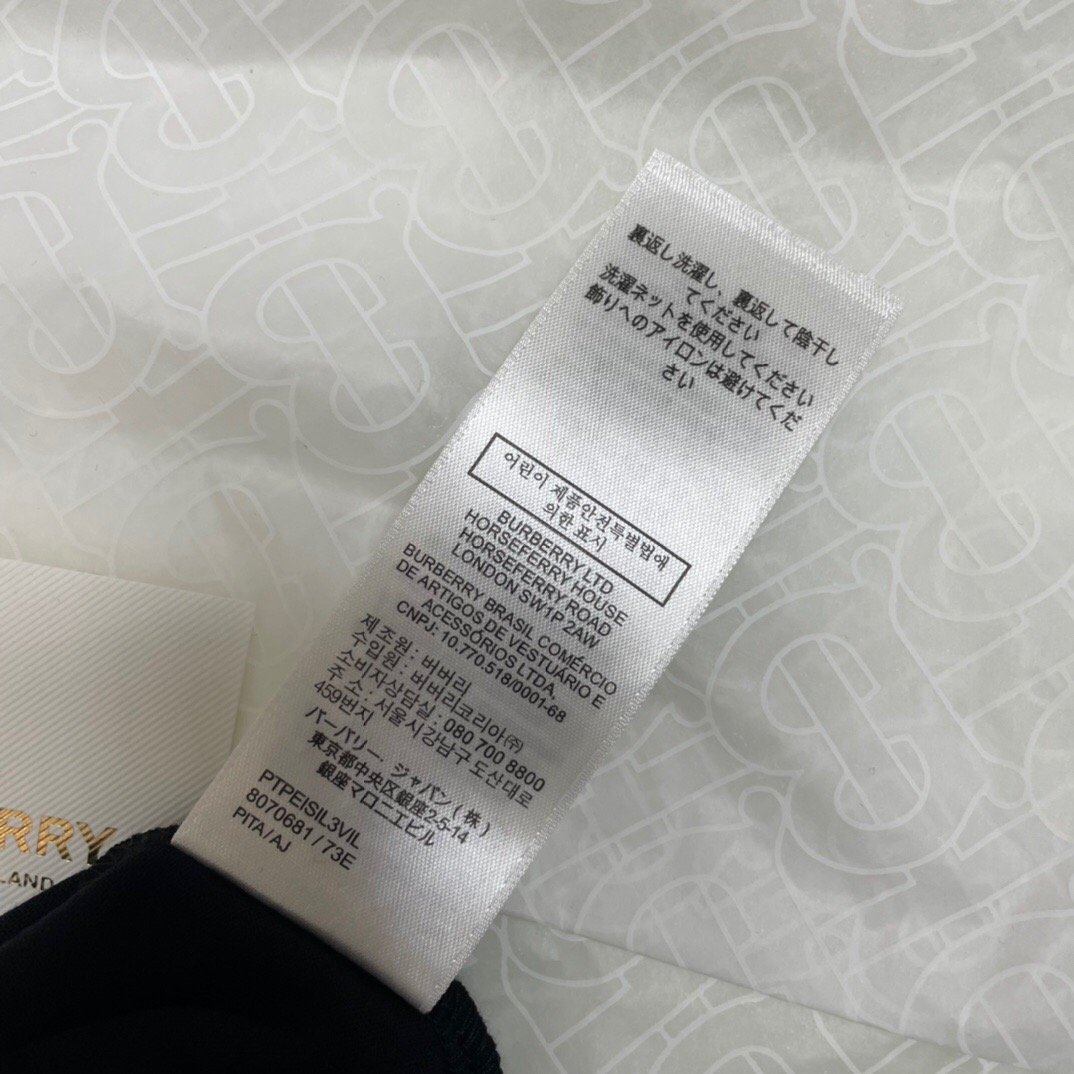 裏返し洗濯し、裏返して陰干し
てください
洗濯ネットを使用してください
飾りへのアイロンは避けてくだ
さい
어린이 제품안전특별법에
의한 표시
BURBERRY LTD
HORSEFERRY HOUSE
HORSEFERRY ROAD
LONDON SW1P 2AW
BURBERRY BRASIL COMÉRCIO
DE ARTIGOS DE VESTUÁRIO E
ACESSÓRIOS LTDA,
CNPJ: 10.770.518/0001-68
제조원 : 버버리
수입원 : 버버리코리아㈜
소비자상담실 : 080 700 8800
주 소 : 서울시강남구 도산대로
459번지
バーバリー．ジャパン (株)
東京都中央区銀座2-5-14
銀座マロニエビル
PTPEISIL3VIL
8070681 / 73E
PITA / AJ
RRY
LAND